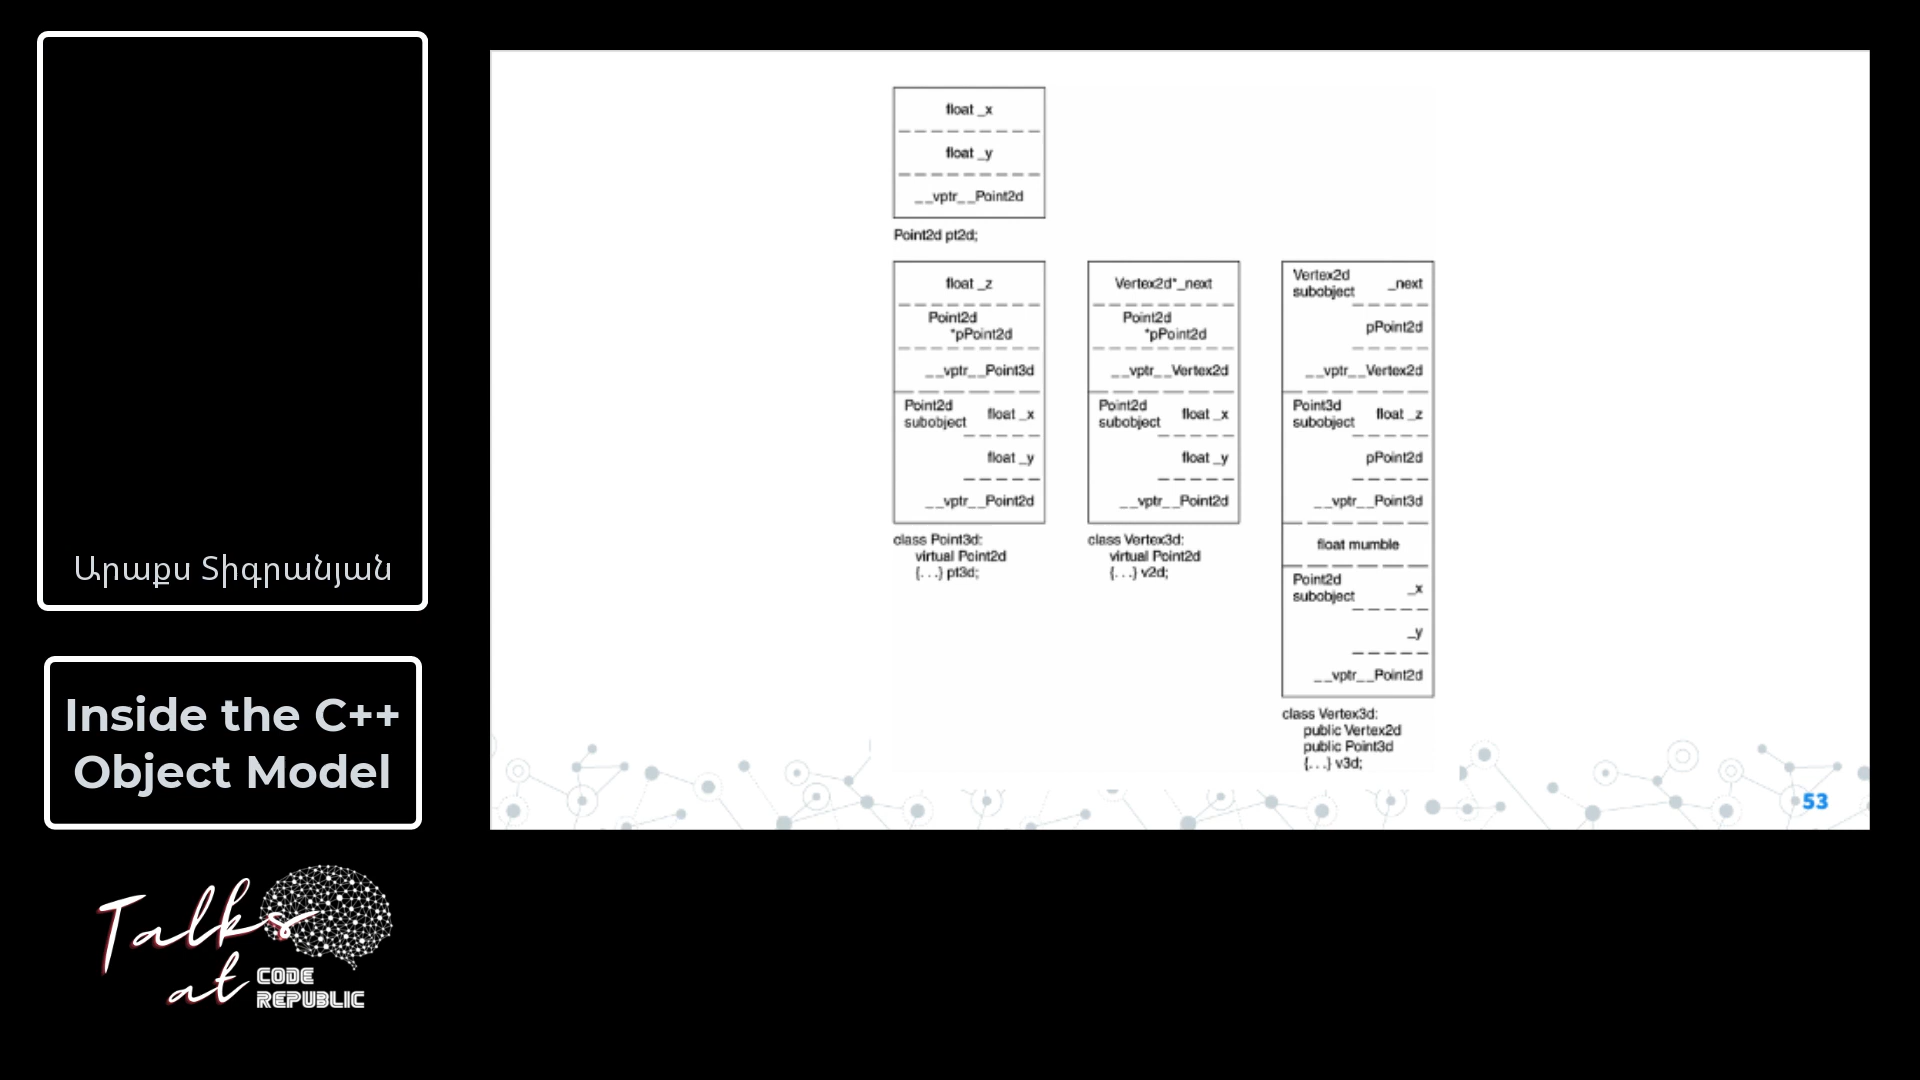 Արաքս Տիգրանյան
Inside the C++
Object Model
Talks
at
CODE
REPUBLIC
float _x
float _y
__vptr__Point2d
Point2d pt2d;
float _z
Point2d
*pPoint2d
__vptr__Point3d
Point2d
subobject
float _x
float _y
__vptr__Point2d
class Point3d:
virtual Point2d
{. . .} pt3d;
Vertex2d*_next
Point2d
*pPoint2d
__vptr__Vertex2d
Point2d
subobject
float _x
float _y
__vptr__Point2d
class Vertex3d:
virtual Point2d
{. . .} v2d;
Vertex2d
subobject
_next
pPoint2d
__vptr__Vertex2d
Point3d
subobject
float _z
pPoint2d
__vptr__Point3d
float mumble
Point2d
subobject
_x
_y
__vptr__Point2d
class Vertex3d:
public Vertex2d
public Point3d
{. . .} v3d;
53